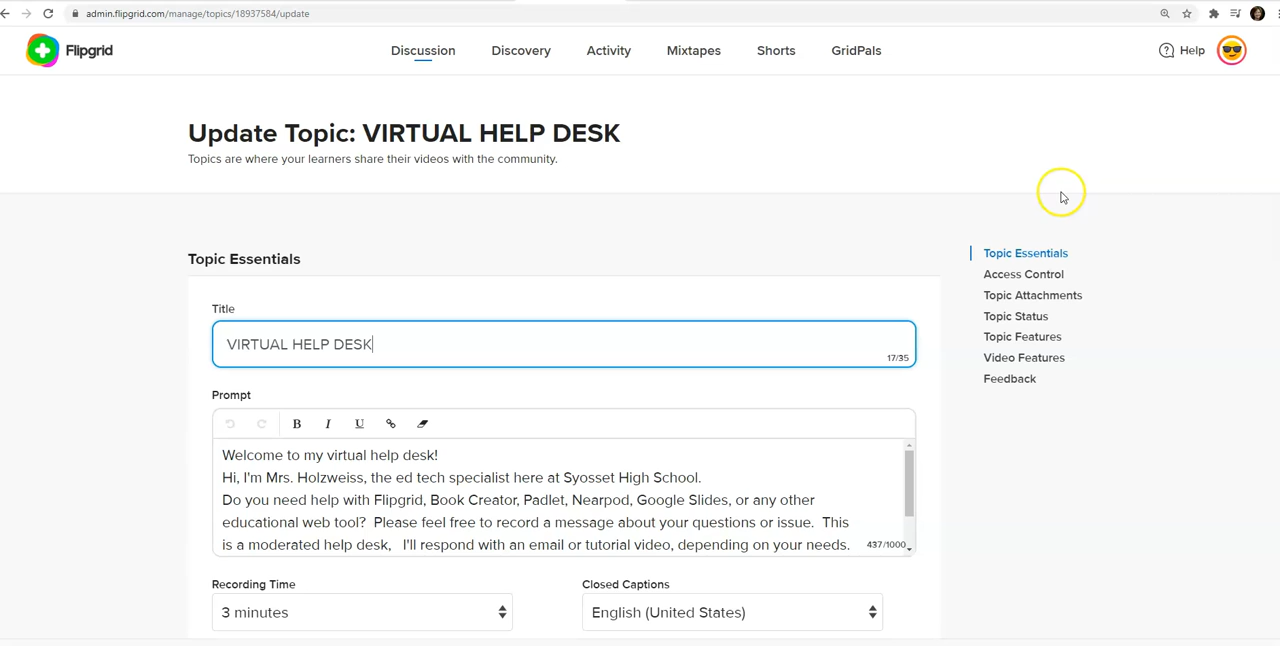 admin.flipgrid.com/manage/topics/18937584/update
Flipgrid
Discussion
Discovery
Activity
Mixtapes
Shorts
GridPals
Help
Update Topic: VIRTUAL HELP DESK
Topics are where your learners share their videos with the community.
Topic Essentials
Title
VIRTUAL HELP DESK
17/35
Prompt
B I U
Welcome to my virtual help desk!
Hi, I'm Mrs. Holzweiss, the ed tech specialist here at Syosset High School.
Do you need help with Flipgrid, Book Creator, Padlet, Nearpod, Google Slides, or any other
educational web tool?  Please feel free to record a message about your questions or issue.  This
is a moderated help desk,   I'll respond with an email or tutorial video, depending on your needs.
437/1000
Recording Time
3 minutes
Closed Captions
English (United States)
Topic Essentials
Access Control
Topic Attachments
Topic Status
Topic Features
Video Features
Feedback